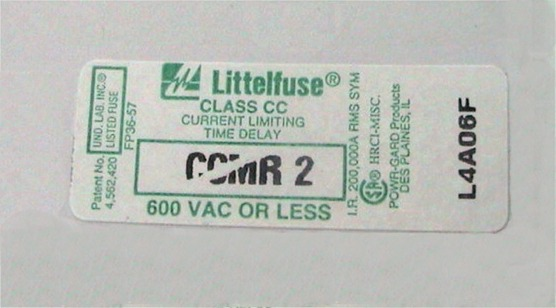 Littelfuse®
CLASS CC
CURRENT LIMITING
TIME DELAY
CCMR 2
600 VAC OR LESS
Patent No.
4,562,420
UND. LAB. INC.®
LISTED FUSE
FP36-57
I.R. 200,000A RMS SYM
SA® HRCI-MISC.
POWR-GARD Products
DES PLAINES, IL
L4A06F